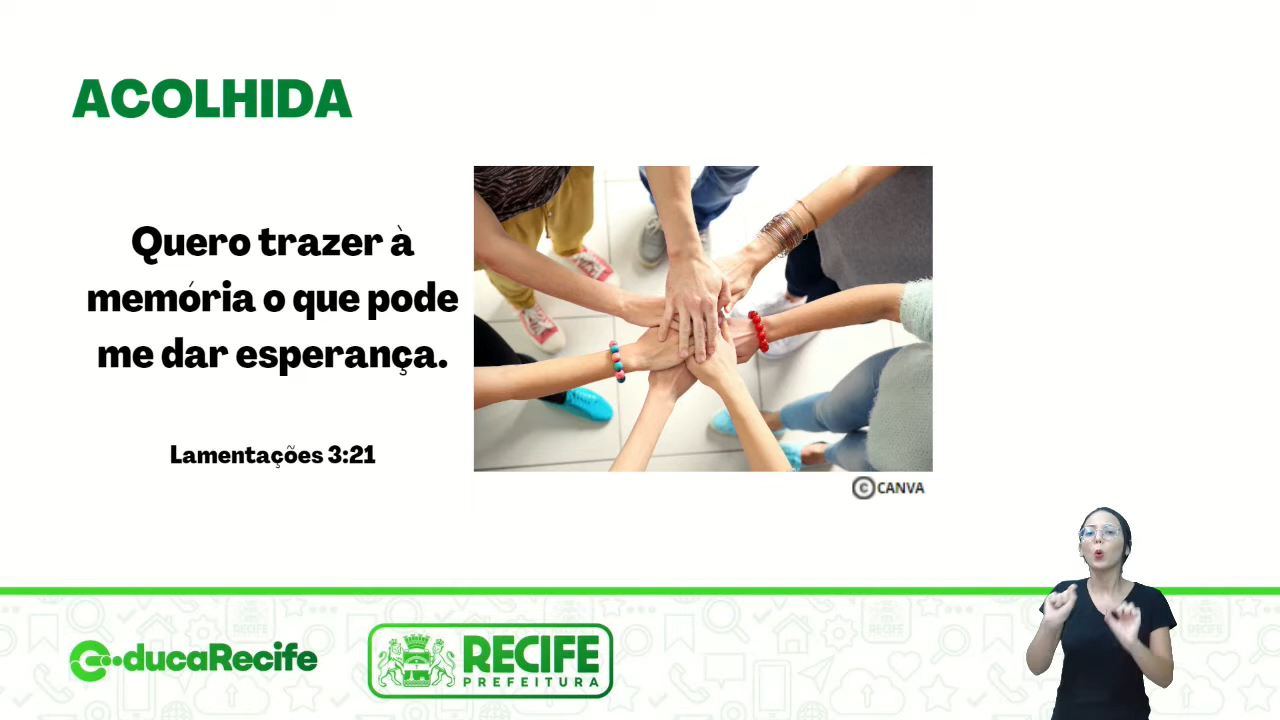 ACOLHIDA
Quero trazer à
memória o que pode
me dar esperança.
Lamentações 3:21
© CANVA
EducaRecife
RECIFE
PREFEITURA